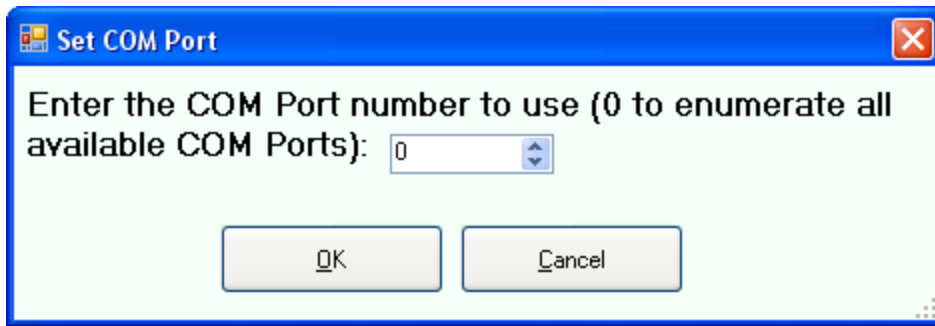 Set COM Port
Enter the COM Port number to use (0 to enumerate all
available COM Ports): 0
OK Cancel